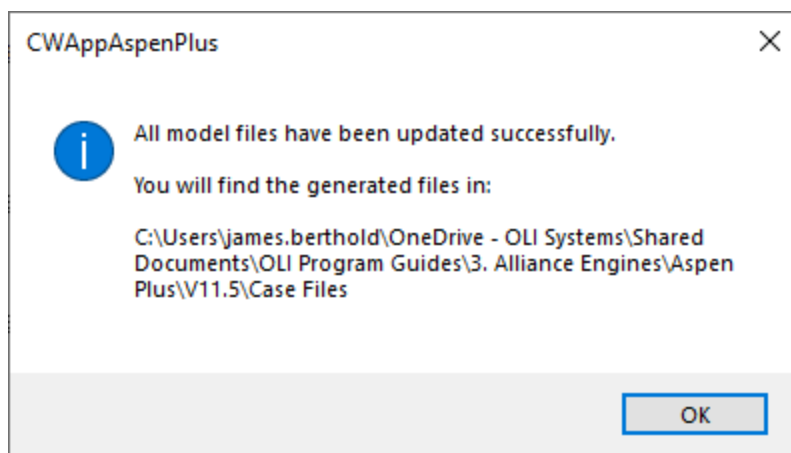 CWAppAspenPlus
All model files have been updated successfully.
You will find the generated files in:
C:\Users\james.berthold\OneDrive - OLI Systems\Shared
Documents\OLI Program Guides\3. Alliance Engines\Aspen
Plus\V11.5\Case Files
OK